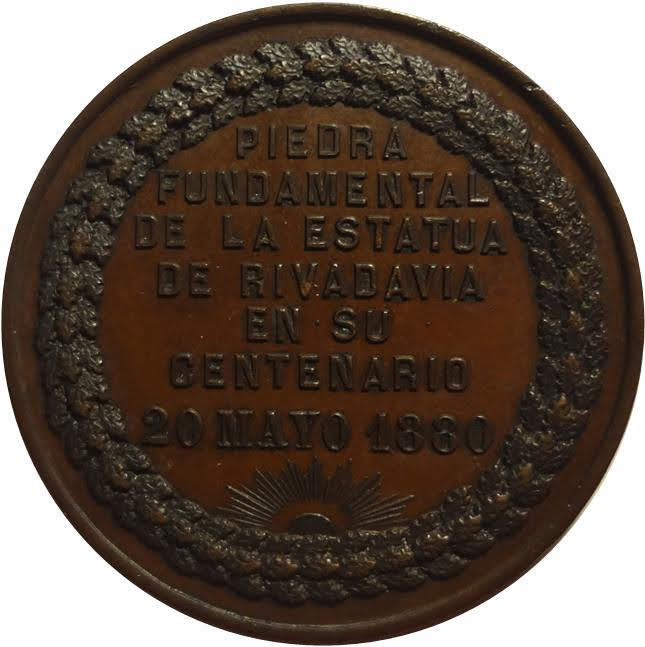 PIEDRA
FUNDAMENTAL
DE LA ESTATUA
DE RIVADAVIA
EN SU
CENTENARIO
20 MAYO 1880